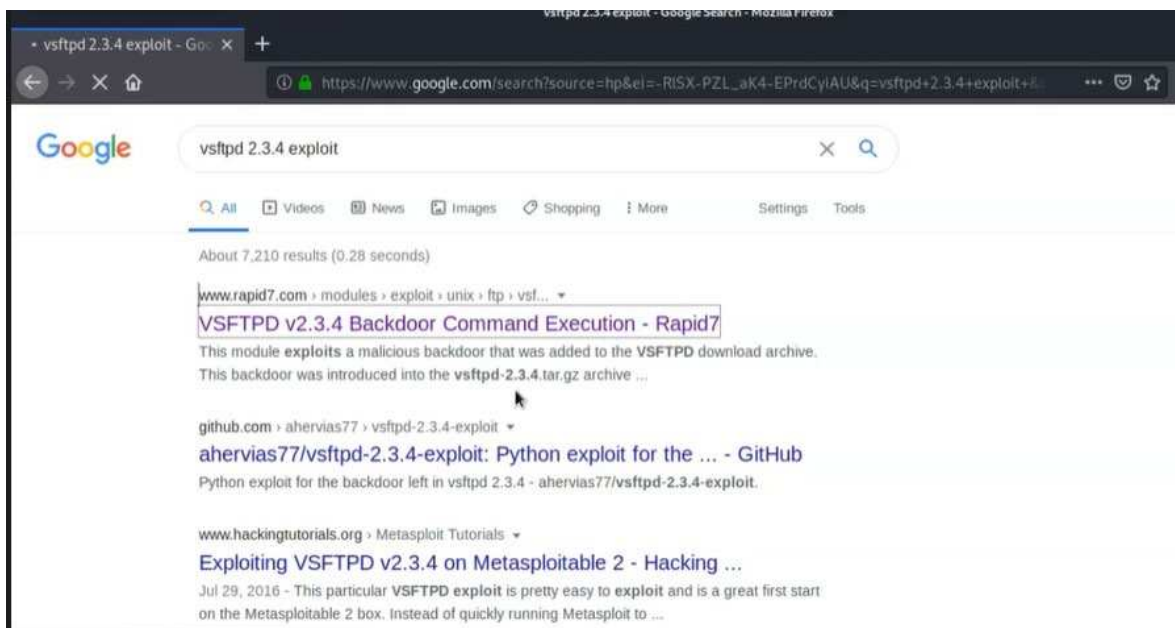 vsftpd 2.3.4 exploit - Google Search - Mozilla Firefox
vsftpd 2.3.4 exploit - Goo
https://www.google.com/search?source=hp&ei=-RlSX-PZL_aK4-EPrdCyiAU&q=vsftpd+2.3.4+exploit+&
Google
vsftpd 2.3.4 exploit
All Videos News Images Shopping More Settings Tools
About 7,210 results (0.28 seconds)
www.rapid7.com › modules › exploit › unix › ftp › vsf...
VSFTPD v2.3.4 Backdoor Command Execution - Rapid7
This module exploits a malicious backdoor that was added to the VSFTPD download archive.
This backdoor was introduced into the vsftpd-2.3.4.tar.gz archive ...
github.com › ahervias77 › vsftpd-2.3.4-exploit
ahervias77/vsftpd-2.3.4-exploit: Python exploit for the ... - GitHub
Python exploit for the backdoor left in vsftpd 2.3.4 - ahervias77/vsftpd-2.3.4-exploit.
www.hackingtutorials.org › Metasploit Tutorials
Exploiting VSFTPD v2.3.4 on Metasploitable 2 - Hacking ...
Jul 29, 2016 - This particular VSFTPD exploit is pretty easy to exploit and is a great first start
on the Metasploitable 2 box. Instead of quickly running Metasploit to ...